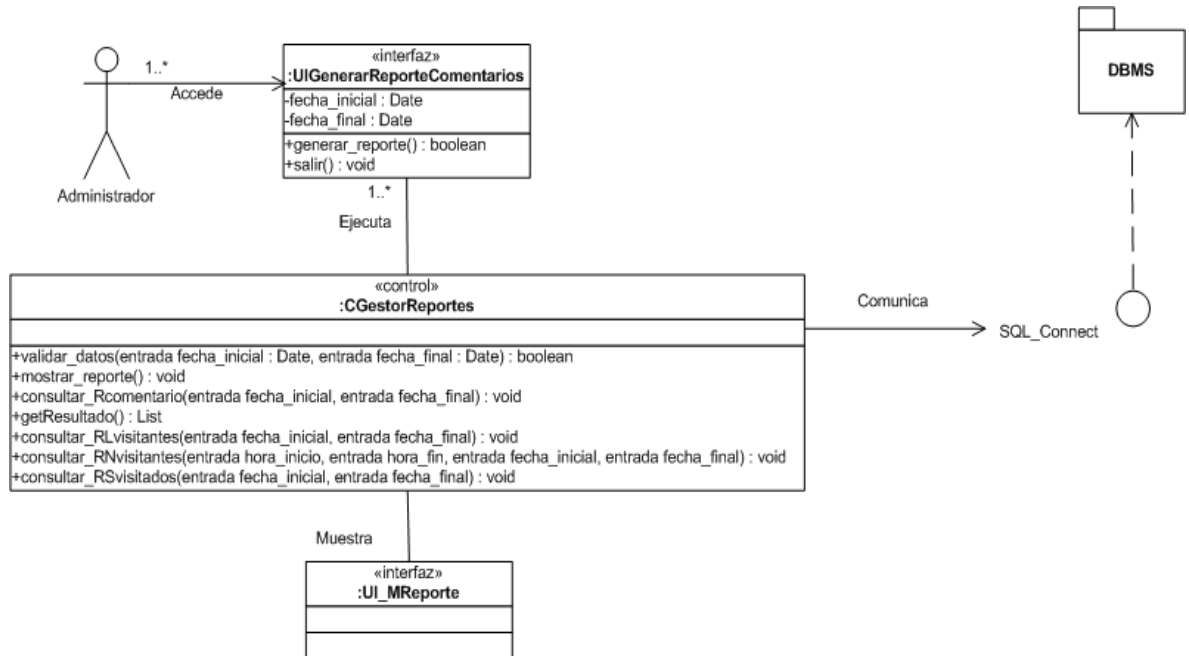 1..*
Accede
Administrador
«interfaz»
:UIGenerarReporteComentarios
-fecha_inicial : Date
-fecha_final : Date
+generar_reporte() : boolean
+salir() : void
DBMS
1..*
Ejecuta
«control»
:CGestorReportes
+validar_datos(entrada fecha_inicial : Date, entrada fecha_final : Date) : boolean
+mostrar_reporte() : void
+consultar_Rcomentario(entrada fecha_inicial, entrada fecha_final) : void
+getResultado() : List
+consultar_RLvisitantes(entrada fecha_inicial, entrada fecha_final) : void
+consultar_RNvisitantes(entrada hora_inicio, entrada hora_fin, entrada fecha_inicial, entrada fecha_final) : void
+consultar_RSvisitados(entrada fecha_inicial, entrada fecha_final) : void
Comunica
SQL_Connect
Muestra
«interfaz»
:UI_MReporte